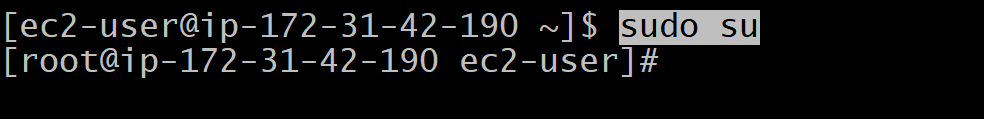 [ec2-user@ip-172-31-42-190 ~]$ sudo su
[root@ip-172-31-42-190 ec2-user]#